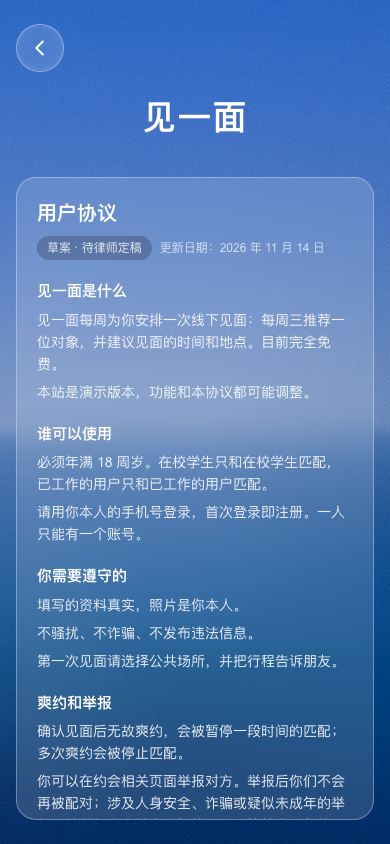 见一面
用户协议
草案 · 待律师定稿 更新日期：2026 年 11 月 14 日
见一面是什么
见一面每周为你安排一次线下见面：每周三推荐一
位对象，并建议见面的时间和地点。目前完全免
费。
本站是演示版本，功能和本协议都可能调整。
谁可以使用
必须年满 18 周岁。在校学生只和在校学生匹配，
已工作的用户只和已工作的用户匹配。
请用你本人的手机号登录，首次登录即注册。一人
只能有一个账号。
你需要遵守的
填写的资料真实，照片是你本人。
不骚扰、不诈骗、不发布违法信息。
第一次见面请选择公共场所，并把行程告诉朋友。
爽约和举报
确认见面后无故爽约，会被暂停一段时间的匹配；
多次爽约会被停止匹配。
你可以在约会相关页面举报对方。举报后你们不会
再被配对；涉及人身安全、诈骗或疑似未成年的举